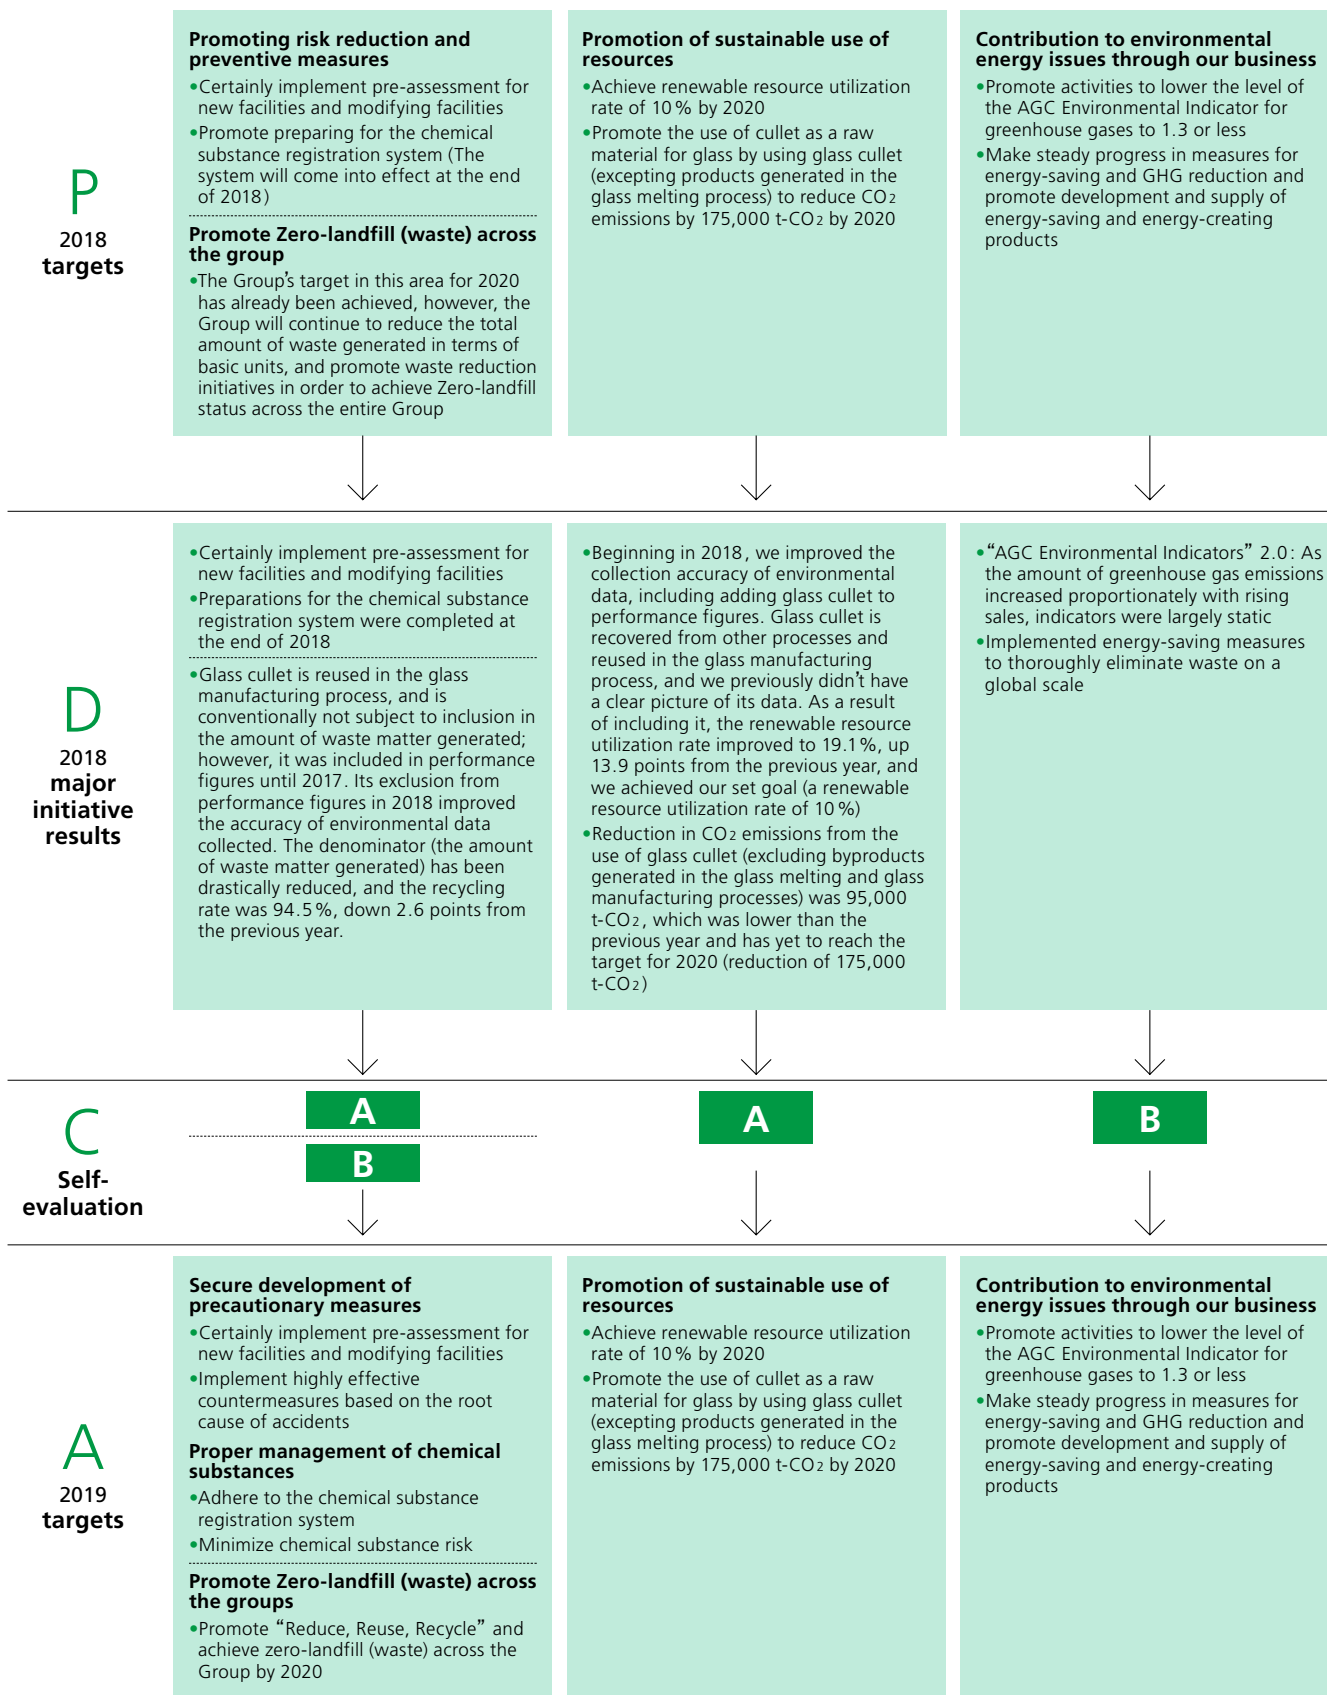 P
2018
targets
Promoting risk reduction and
preventive measures
•Certainly implement pre-assessment for
new facilities and modifying facilities
•Promote preparing for the chemical
substance registration system (The
system will come into effect at the end
of 2018)
Promote Zero-landfill (waste) across
the group
•The Group’s target in this area for 2020
has already been achieved, however, the
Group will continue to reduce the total
amount of waste generated in terms of
basic units, and promote waste reduction
initiatives in order to achieve Zero-landfill
status across the entire Group
Promotion of sustainable use of
resources
•Achieve renewable resource utilization
rate of 10% by 2020
•Promote the use of cullet as a raw
material for glass by using glass cullet
(excepting products generated in the
glass melting process) to reduce CO2
emissions by 175,000 t-CO2 by 2020
Contribution to environmental
energy issues through our business
•Promote activities to lower the level of
the AGC Environmental Indicator for
greenhouse gases to 1.3 or less
•Make steady progress in measures for
energy-saving and GHG reduction and
promote development and supply of
energy-saving and energy-creating
products
D
2018
major
initiative
results
•Certainly implement pre-assessment for
new facilities and modifying facilities
•Preparations for the chemical substance
registration system were completed at
the end of 2018
•Glass cullet is reused in the glass
manufacturing process, and is
conventionally not subject to inclusion in
the amount of waste matter generated;
however, it was included in performance
figures until 2017. Its exclusion from
performance figures in 2018 improved
the accuracy of environmental data
collected. The denominator (the amount
of waste matter generated) has been
drastically reduced, and the recycling
rate was 94.5%, down 2.6 points from
the previous year.
•Beginning in 2018, we improved the
collection accuracy of environmental
data, including adding glass cullet to
performance figures. Glass cullet is
recovered from other processes and
reused in the glass manufacturing
process, and we previously didn’t have
a clear picture of its data. As a result
of including it, the renewable resource
utilization rate improved to 19.1%, up
13.9 points from the previous year, and
we achieved our set goal (a renewable
resource utilization rate of 10%)
•Reduction in CO2 emissions from the
use of glass cullet (excluding byproducts
generated in the glass melting and glass
manufacturing processes) was 95,000
t-CO2, which was lower than the
previous year and has yet to reach the
target for 2020 (reduction of 175,000
t-CO2)
•“AGC Environmental Indicators” 2.0: As
the amount of greenhouse gas emissions
increased proportionately with rising
sales, indicators were largely static
•Implemented energy-saving measures
to thoroughly eliminate waste on a
global scale
C
Self-
evaluation
A
B
A
B
A
2019
targets
Secure development of
precautionary measures
•Certainly implement pre-assessment for
new facilities and modifying facilities
•Implement highly effective
countermeasures based on the root
cause of accidents
Proper management of chemical
substances
•Adhere to the chemical substance
registration system
•Minimize chemical substance risk
Promote Zero-landfill (waste) across
the groups
•Promote “Reduce, Reuse, Recycle” and
achieve zero-landfill (waste) across the
Group by 2020
Promotion of sustainable use of
resources
•Achieve renewable resource utilization
rate of 10% by 2020
•Promote the use of cullet as a raw
material for glass by using glass cullet
(excepting products generated in the
glass melting process) to reduce CO2
emissions by 175,000 t-CO2 by 2020
Contribution to environmental
energy issues through our business
•Promote activities to lower the level of
the AGC Environmental Indicator for
greenhouse gases to 1.3 or less
•Make steady progress in measures for
energy-saving and GHG reduction and
promote development and supply of
energy-saving and energy-creating
products